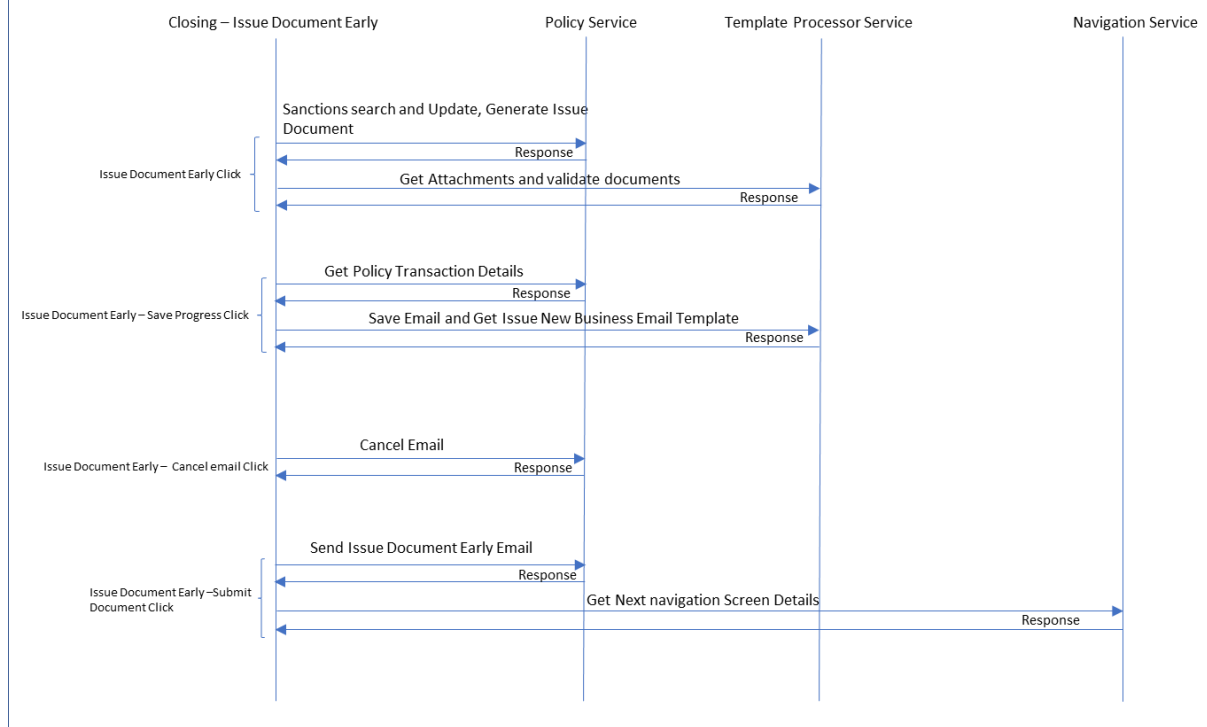 Closing – Issue Document Early
Policy Service
Template Processor Service
Navigation Service
Sanctions search and Update, Generate Issue
Document
Response
Issue Document Early Click
Get Attachments and validate documents
Response
Get Policy Transaction Details
Response
Issue Document Early – Save Progress Click
Save Email and Get Issue New Business Email Template
Response
Cancel Email
Issue Document Early – Cancel email Click
Response
Send Issue Document Early Email
Response
Issue Document Early –Submit
Document Click
Get Next navigation Screen Details
Response